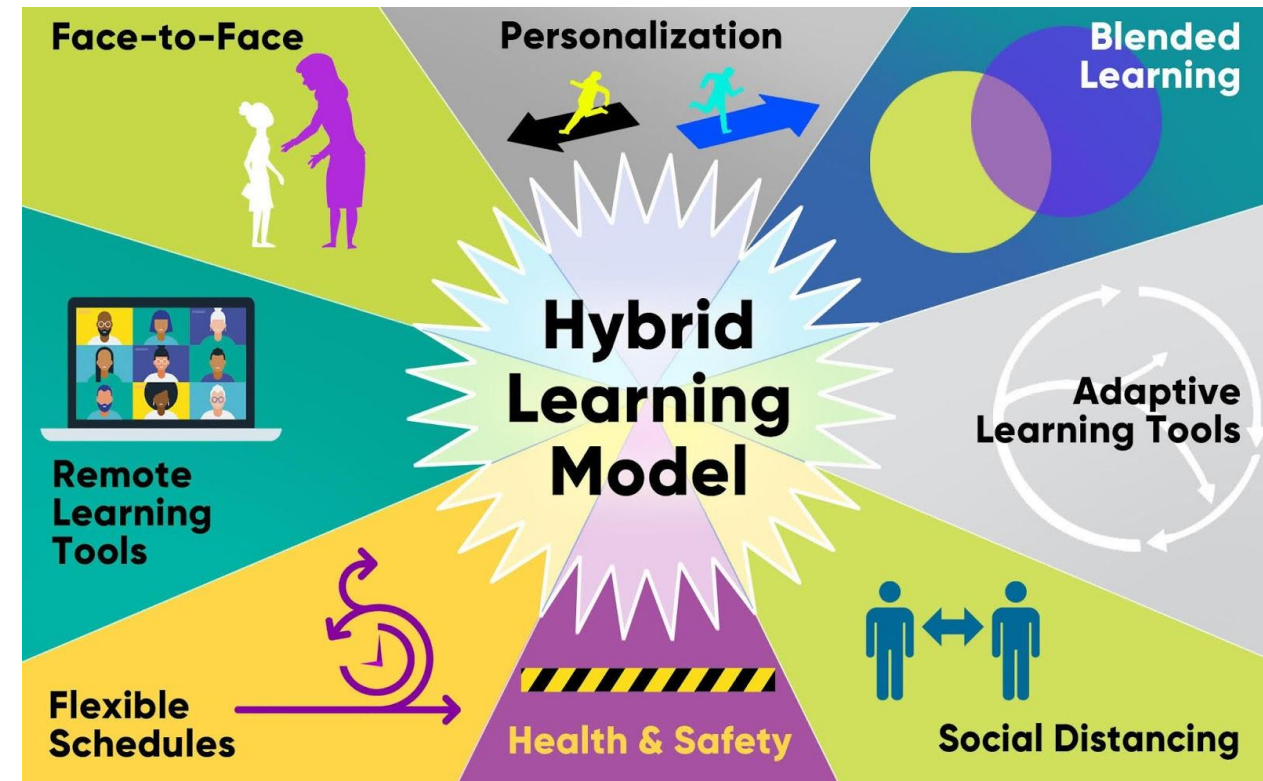 Face-to-Face
Personalization
Blended
Learning
Hybrid
Learning
Model
Adaptive
Learning Tools
Remote
Learning
Tools
Flexible
Schedules
Health & Safety
Social Distancing